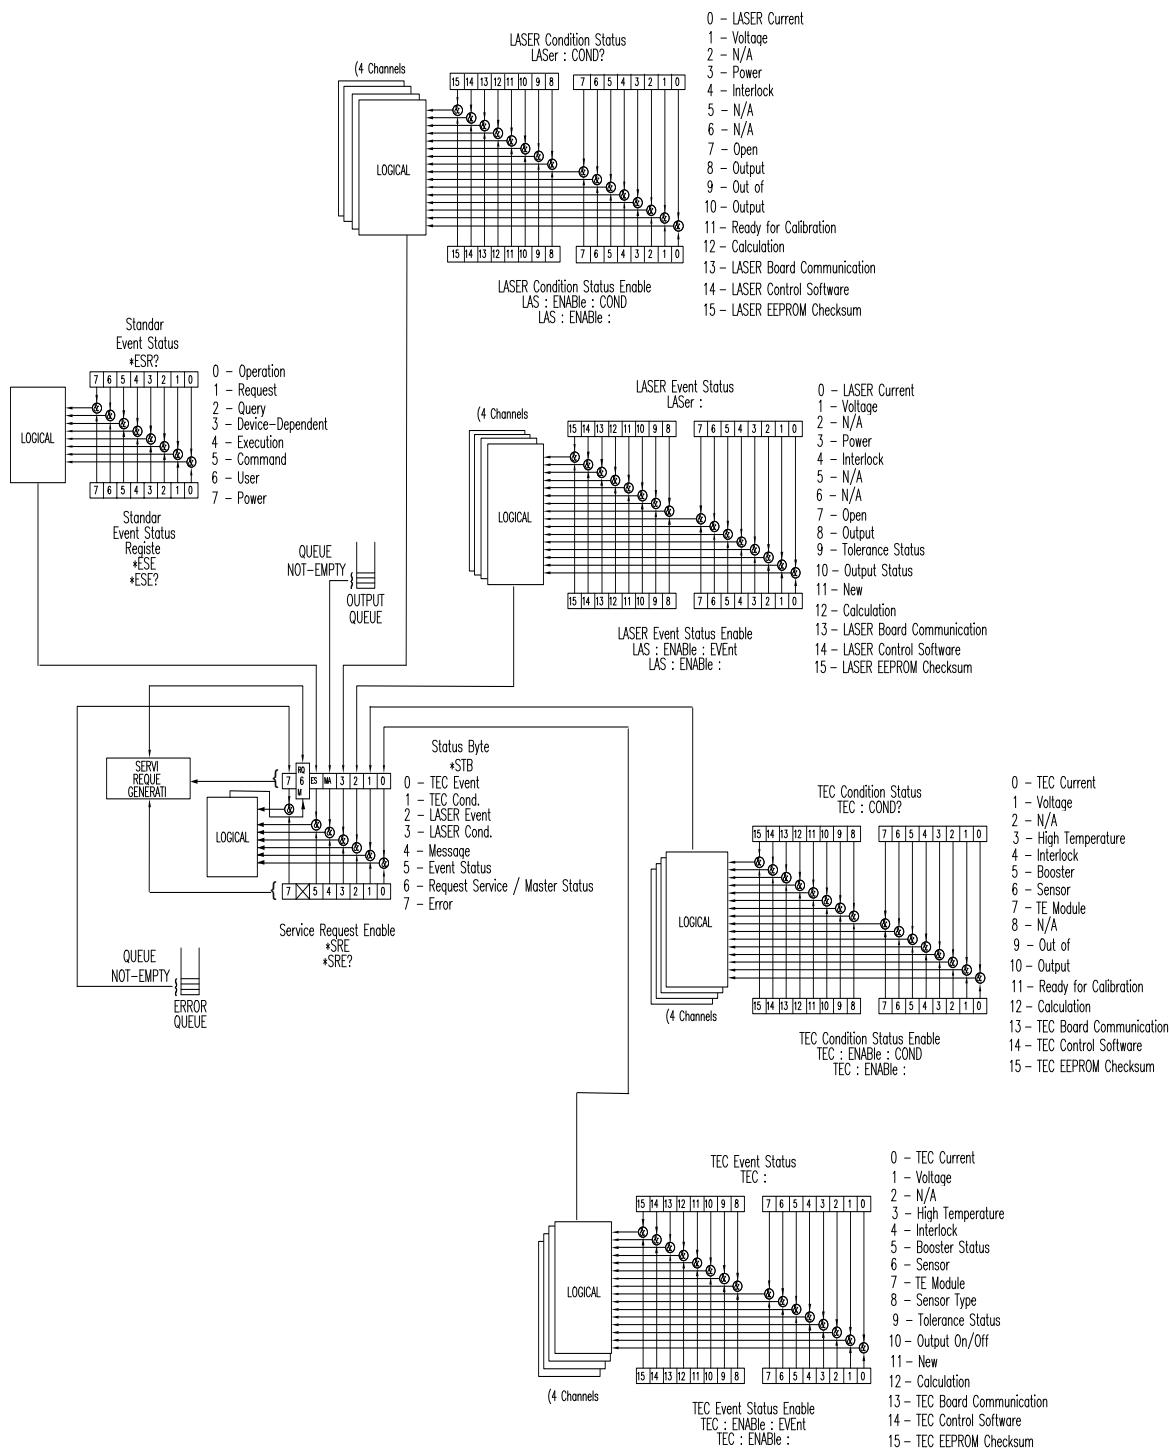 LASER Condition Status
LASer : COND?
(4 Channels
15 14 13 12 11 10 9 8 7 6 5 4 3 2 1 0
LOGICAL
15 14 13 12 11 10 9 8 7 6 5 4 3 2 1 0
LASER Condition Status Enable
LAS : ENABle : COND
LAS : ENABle :
0 - LASER Current
1 - Voltage
2 - N/A
3 - Power
4 - Interlock
5 - N/A
6 - N/A
7 - Open
8 - Output
9 - Out of
10 - Output
11 - Ready for Calibration
12 - Calculation
13 - LASER Board Communication
14 - LASER Control Software
15 - LASER EEPROM Checksum
Standar
Event Status
*ESR?
7 6 5 4 3 2 1 0
LOGICAL
7 6 5 4 3 2 1 0
Standar
Event Status
Registe
*ESE
*ESE?
0 - Operation
1 - Request
2 - Query
3 - Device-Dependent
4 - Execution
5 - Command
6 - User
7 - Power
LASER Event Status
LASer :
(4 Channels
15 14 13 12 11 10 9 8 7 6 5 4 3 2 1 0
LOGICAL
15 14 13 12 11 10 9 8 7 6 5 4 3 2 1 0
LASER Event Status Enable
LAS : ENABle : EVEnt
LAS : ENABle :
0 - LASER Current
1 - Voltage
2 - N/A
3 - Power
4 - Interlock
5 - N/A
6 - N/A
7 - Open
8 - Output
9 - Tolerance Status
10 - Output Status
11 - New
12 - Calculation
13 - LASER Board Communication
14 - LASER Control Software
15 - LASER EEPROM Checksum
QUEUE
NOT-EMPTY
OUTPUT
QUEUE
SERVI
REQUE
GENERATI
RQ
7 6 ES MA 3 2 1 0
M
LOGICAL
7 5 4 3 2 1 0
Service Request Enable
*SRE
*SRE?
Status Byte
*STB
0 - TEC Event
1 - TEC Cond.
2 - LASER Event
3 - LASER Cond.
4 - Message
5 - Event Status
6 - Request Service / Master Status
7 - Error
QUEUE
NOT-EMPTY
ERROR
QUEUE
TEC Condition Status
TEC : COND?
15 14 13 12 11 10 9 8 7 6 5 4 3 2 1 0
LOGICAL
15 14 13 12 11 10 9 8 7 6 5 4 3 2 1 0
(4 Channels
TEC Condition Status Enable
TEC : ENABle : COND
TEC : ENABle :
0 - TEC Current
1 - Voltage
2 - N/A
3 - High Temperature
4 - Interlock
5 - Booster
6 - Sensor
7 - TE Module
8 - N/A
9 - Out of
10 - Output
11 - Ready for Calibration
12 - Calculation
13 - TEC Board Communication
14 - TEC Control Software
15 - TEC EEPROM Checksum
TEC Event Status
TEC :
15 14 13 12 11 10 9 8 7 6 5 4 3 2 1 0
LOGICAL
15 14 13 12 11 10 9 8 7 6 5 4 3 2 1 0
(4 Channels
TEC Event Status Enable
TEC : ENABle : EVEnt
TEC : ENABle :
0 - TEC Current
1 - Voltage
2 - N/A
3 - High Temperature
4 - Interlock
5 - Booster Status
6 - Sensor
7 - TE Module
8 - Sensor Type
9 - Tolerance Status
10 - Output On/Off
11 - New
12 - Calculation
13 - TEC Board Communication
14 - TEC Control Software
15 - TEC EEPROM Checksum